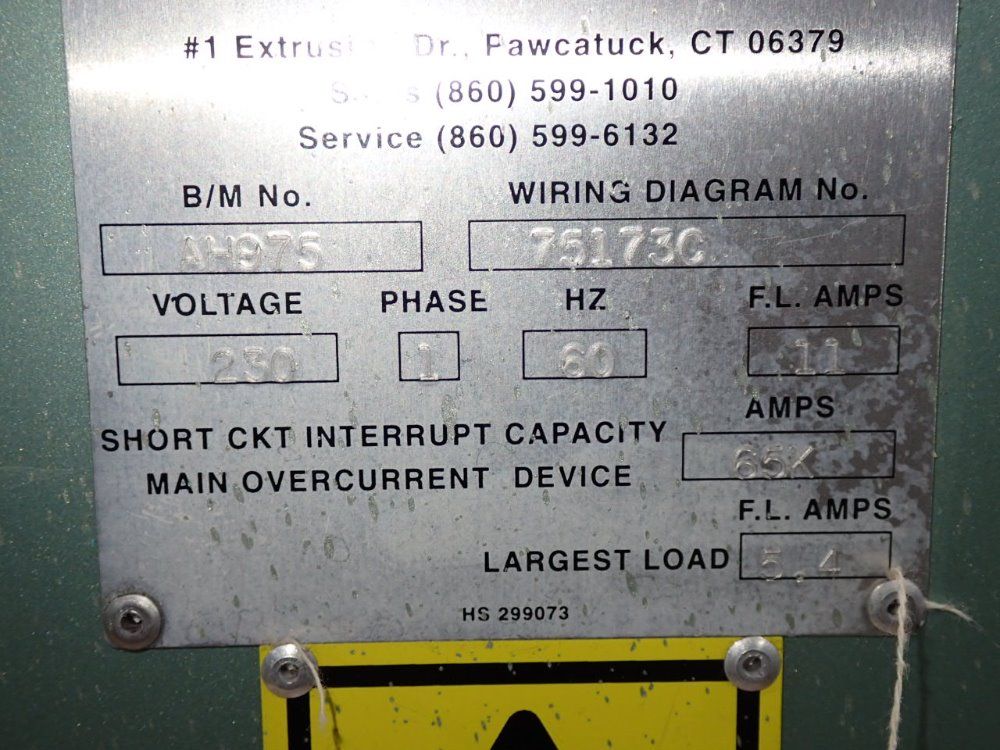 #1 Extrusion Dr., Pawcatuck, CT 06379
Sales (860) 599-1010
Service (860) 599-6132
B/M No. WIRING DIAGRAM No.
AH975 75173C
VOLTAGE PHASE HZ F.L. AMPS
230 1 60 11
AMPS
SHORT CKT INTERRUPT CAPACITY
MAIN OVERCURRENT DEVICE
65K
F.L. AMPS
LARGEST LOAD 5.4
HS 299073